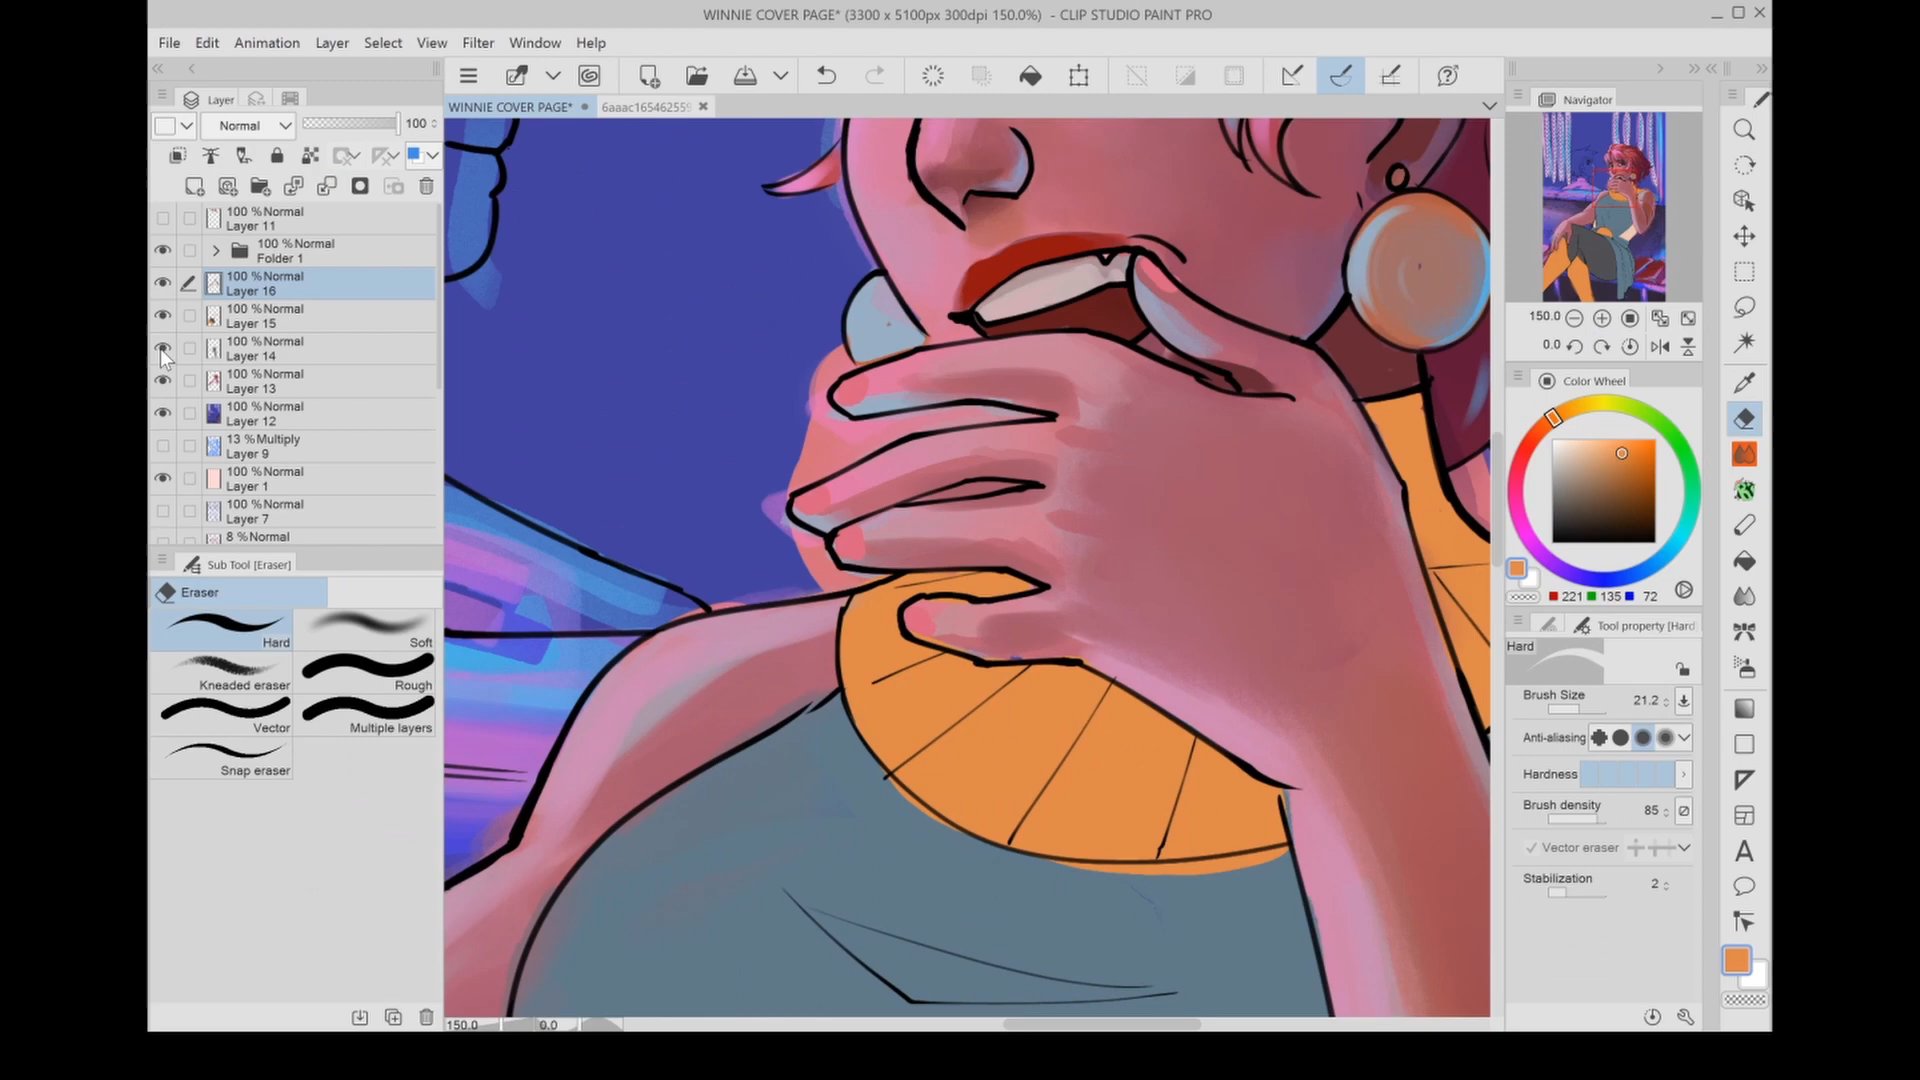 WINNIE COVER PAGE* (3300 x 5100px 300dpi 150.0%) - CLIP STUDIO PAINT PRO
File Edit Animation Layer Select View Filter Window Help
WINNIE COVER PAGE* 6aaac16546255
Layer
Normal 100
100 %Normal
Layer 11
100 %Normal
Folder 1
100 %Normal
Layer 16
100 %Normal
Layer 15
100 %Normal
Layer 14
100 %Normal
Layer 13
100 %Normal
Layer 12
13 %Multiply
Layer 9
100 %Normal
Layer 1
100 %Normal
Layer 7
8 %Normal
Sub Tool [Eraser]
Eraser
Hard Soft
Kneaded eraser Rough
Vector Multiple layers
Snap eraser
150.0 0.0
Navigator
150.0
0.0
Color Wheel
221 135 72
Tool property [Hard
Hard
Brush Size 21.2
Anti-aliasing
Hardness
Brush density 85
Vector eraser
Stabilization 2